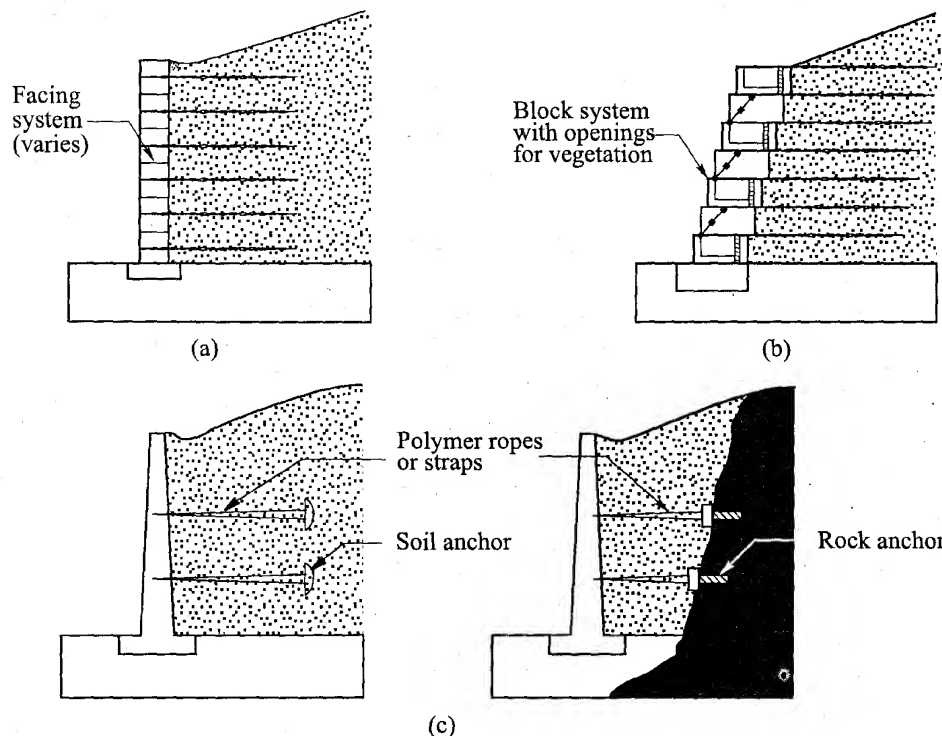 Facing
system
(varies)
Block system
with openings
for vegetation
(a)
(b)
Polymer ropes
or straps
Soil anchor
Rock anchor
(c)